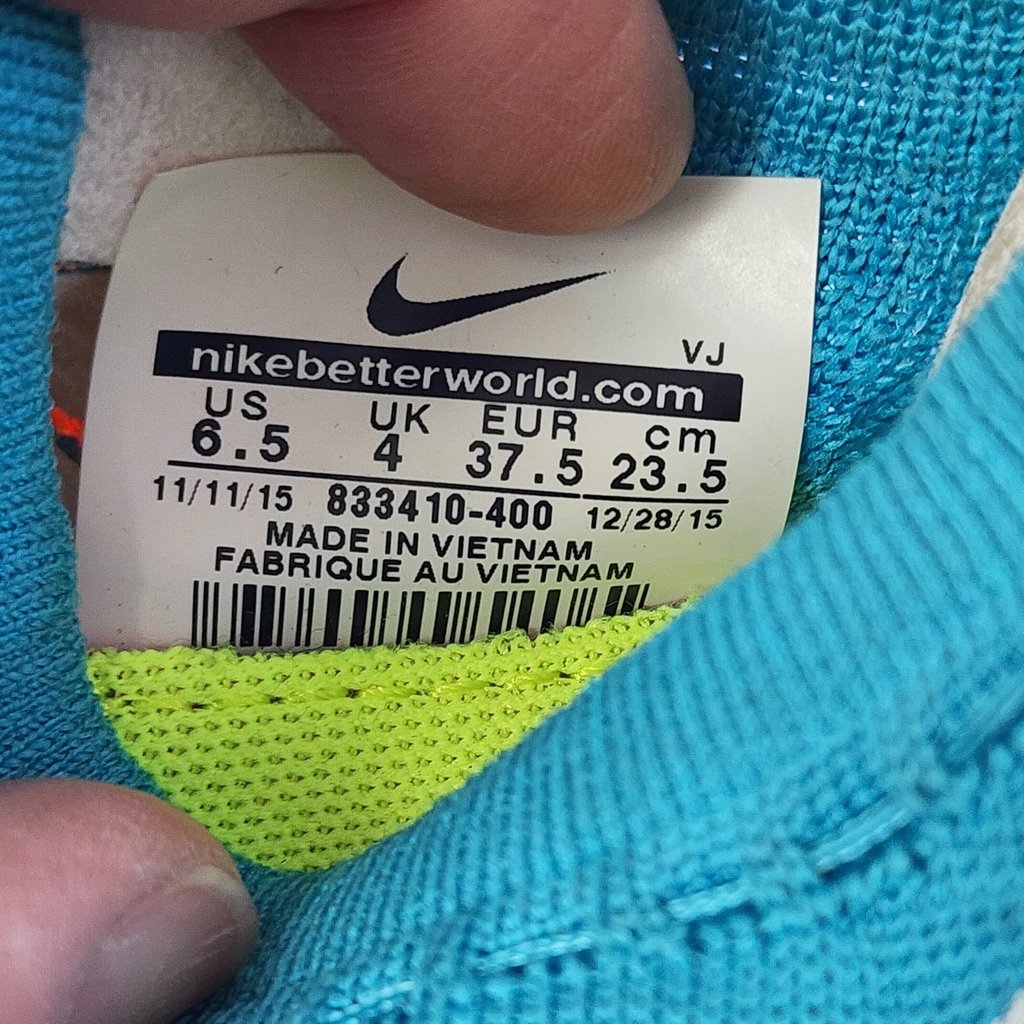 VJ
nikebetterworld.com
US UK EUR cm
6.5 4 37.5 23.5
11/11/15 833410-400 12/28/15
MADE IN VIETNAM
FABRIQUE AU VIETNAM